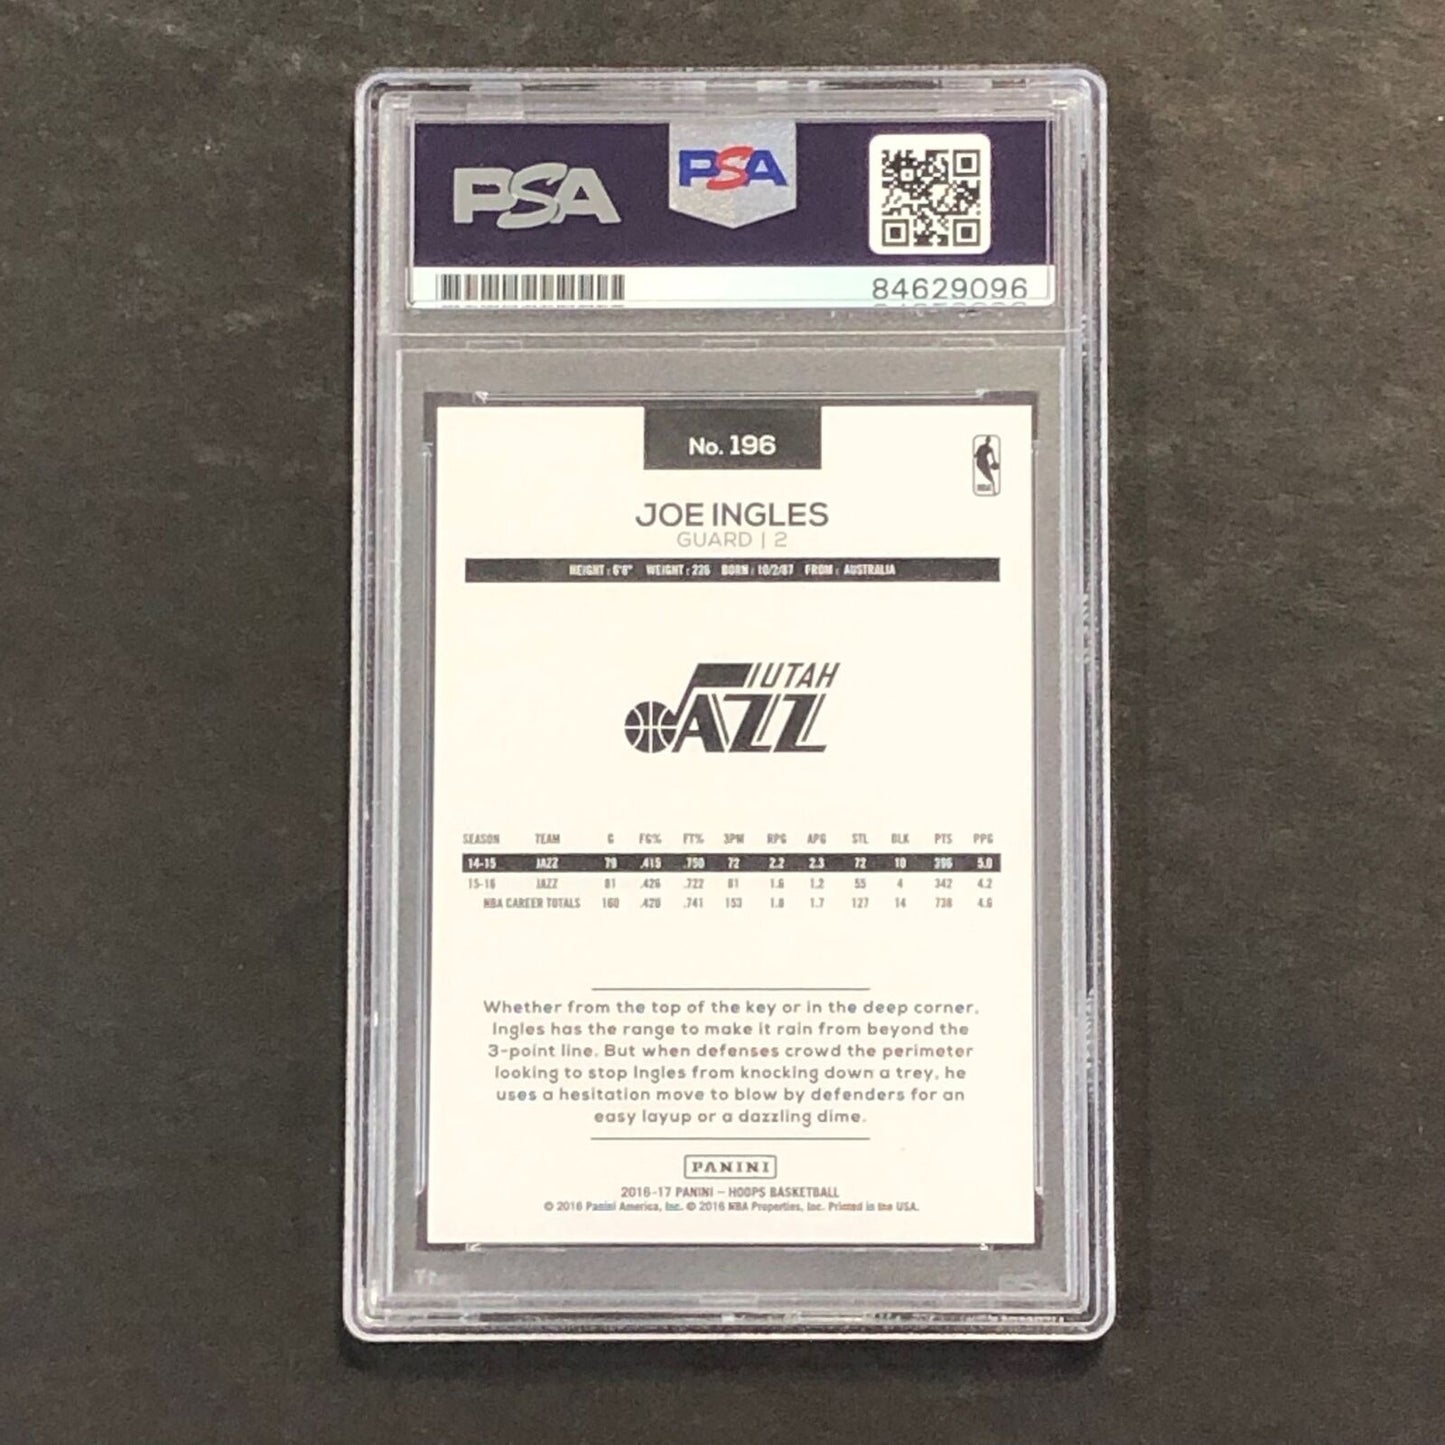 PSA
PSA
84629096
No. 196
NBA
JOE INGLES
GUARD | 2
HEIGHT : 6'8" WEIGHT : 226 BORN : 10/2/87 FROM : AUSTRALIA
UTAH
JAZZ
SEASON TEAM G FG% FT% 3PM RPG APG STL BLK PTS PPG
14-15 JAZZ 79 .415 .750 72 2.2 2.3 72 10 396 5.0
15-16 JAZZ 81 .426 .722 81 1.6 1.2 55 4 342 4.2
NBA CAREER TOTALS 160 .420 .741 153 1.8 1.7 127 14 738 4.6
Whether from the top of the key or in the deep corner,
Ingles has the range to make it rain from beyond the
3-point line. But when defenses crowd the perimeter
looking to stop Ingles from knocking down a trey, he
uses a hesitation move to blow by defenders for an
easy layup or a dazzling dime.
PANINI
2016-17 PANINI – HOOPS BASKETBALL
© 2016 Panini America, Inc. © 2016 NBA Properties, Inc. Printed in the USA.